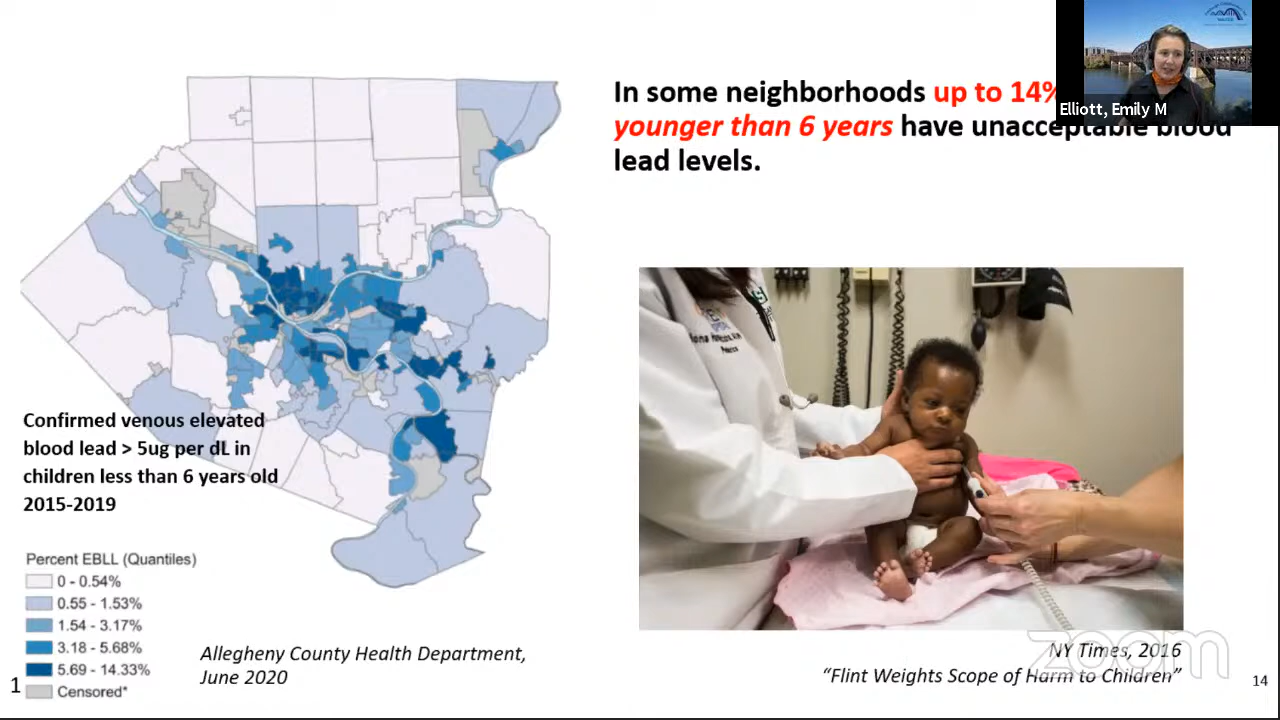 In some neighborhoods up to 14%
younger than 6 years have unacceptable blood
lead levels.
Elliott, Emily M
Confirmed venous elevated
blood lead > 5ug per dL in
children less than 6 years old
2015-2019
Percent EBLL (Quantiles)
0 - 0.54%
0.55 - 1.53%
1.54 - 3.17%
3.18 - 5.68%
5.69 - 14.33%
Censored*
Allegheny County Health Department,
June 2020
NY Times, 2016
"Flint Weights Scope of Harm to Children"
zoom
1
14